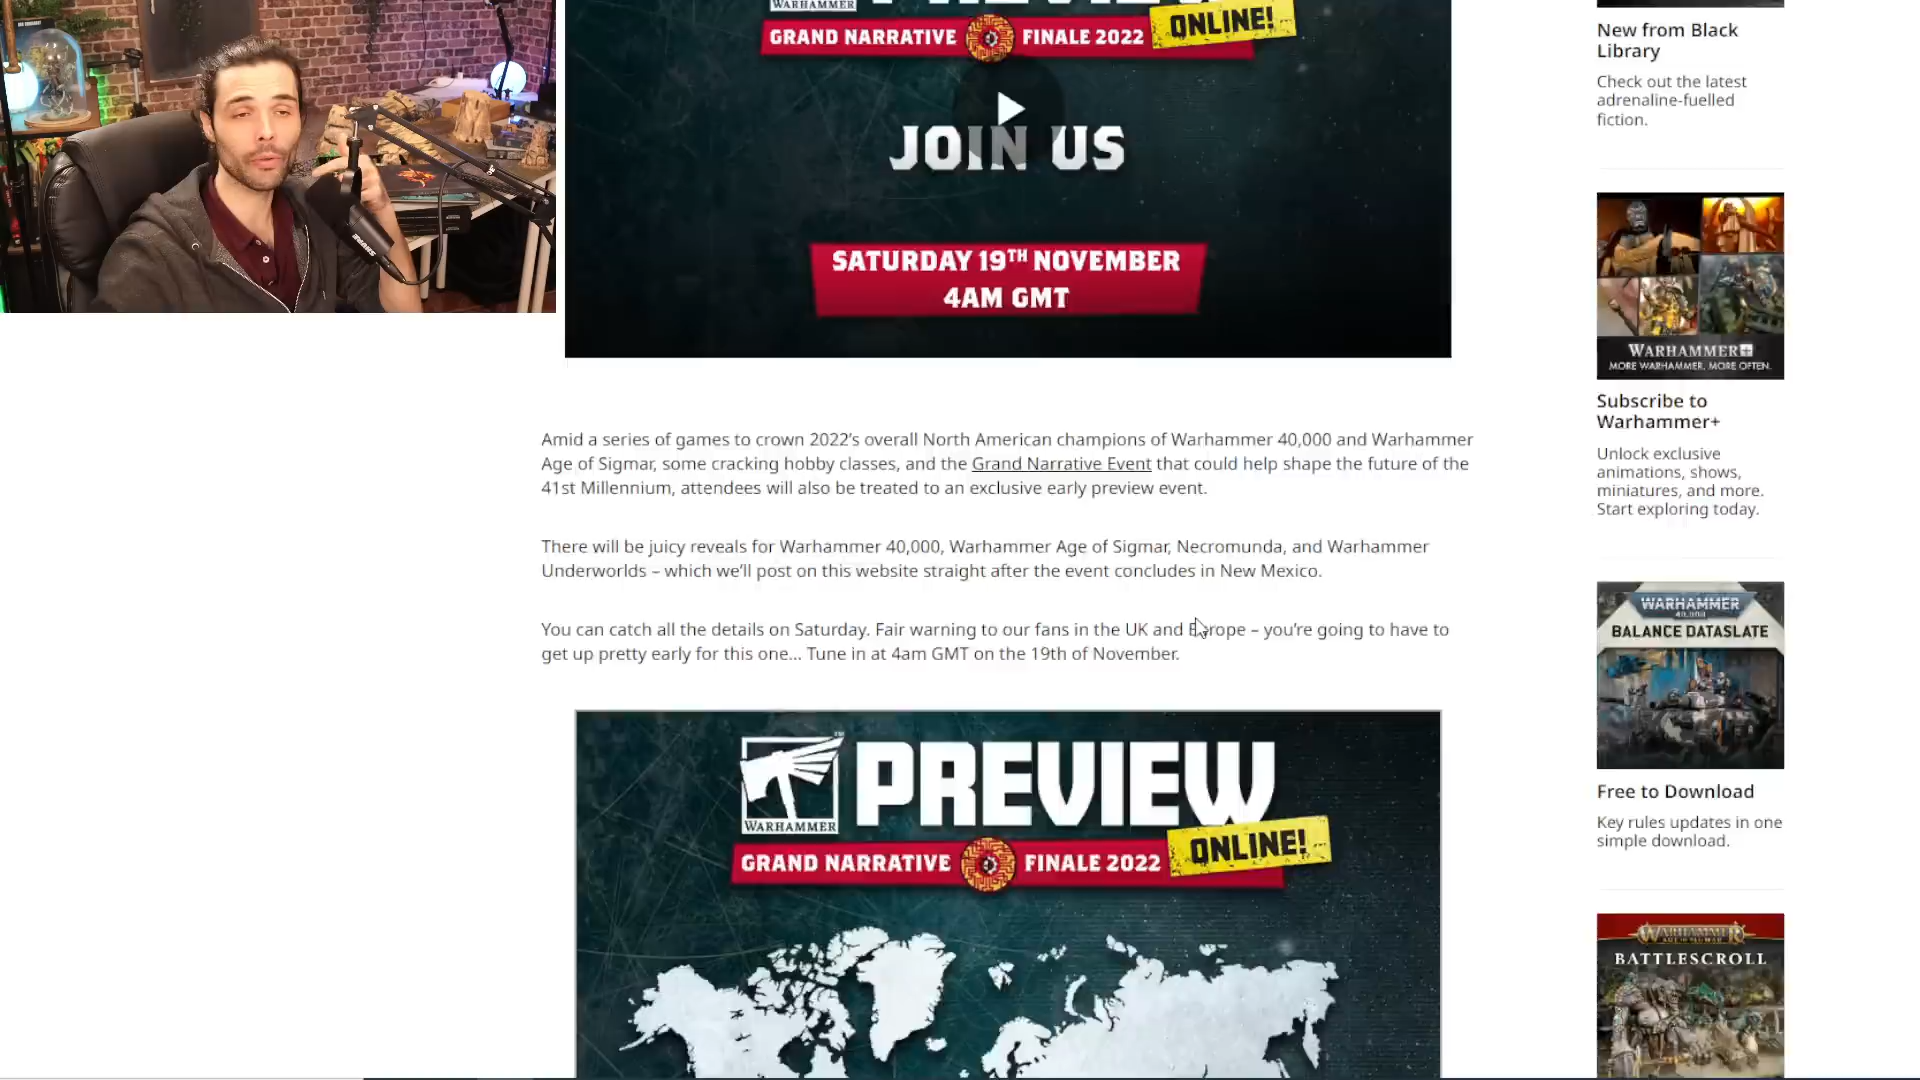 WARHAMMER
ONLINE!
GRAND NARRATIVE FINALE 2022
JOIN US
SATURDAY 19TH NOVEMBER
4AM GMT
Amid a series of games to crown 2022’s overall North American champions of Warhammer 40,000 and Warhammer
Age of Sigmar, some cracking hobby classes, and the Grand Narrative Event that could help shape the future of the
41st Millennium, attendees will also be treated to an exclusive early preview event.
There will be juicy reveals for Warhammer 40,000, Warhammer Age of Sigmar, Necromunda, and Warhammer
Underworlds – which we’ll post on this website straight after the event concludes in New Mexico.
You can catch all the details on Saturday. Fair warning to our fans in the UK and Europe – you’re going to have to
get up pretty early for this one... Tune in at 4am GMT on the 19th of November.
WARHAMMER
PREVIEW
ONLINE!
GRAND NARRATIVE FINALE 2022
New from Black
Library
Check out the latest
adrenaline-fuelled
fiction.
WARHAMMER+
MORE WARHAMMER. MORE OFTEN.
Subscribe to
Warhammer+
Unlock exclusive
animations, shows,
miniatures, and more.
Start exploring today.
WARHAMMER
40,000
BALANCE DATASLATE
Free to Download
Key rules updates in one
simple download.
WARHAMMER
AGE OF SIGMAR
BATTLESCROLL